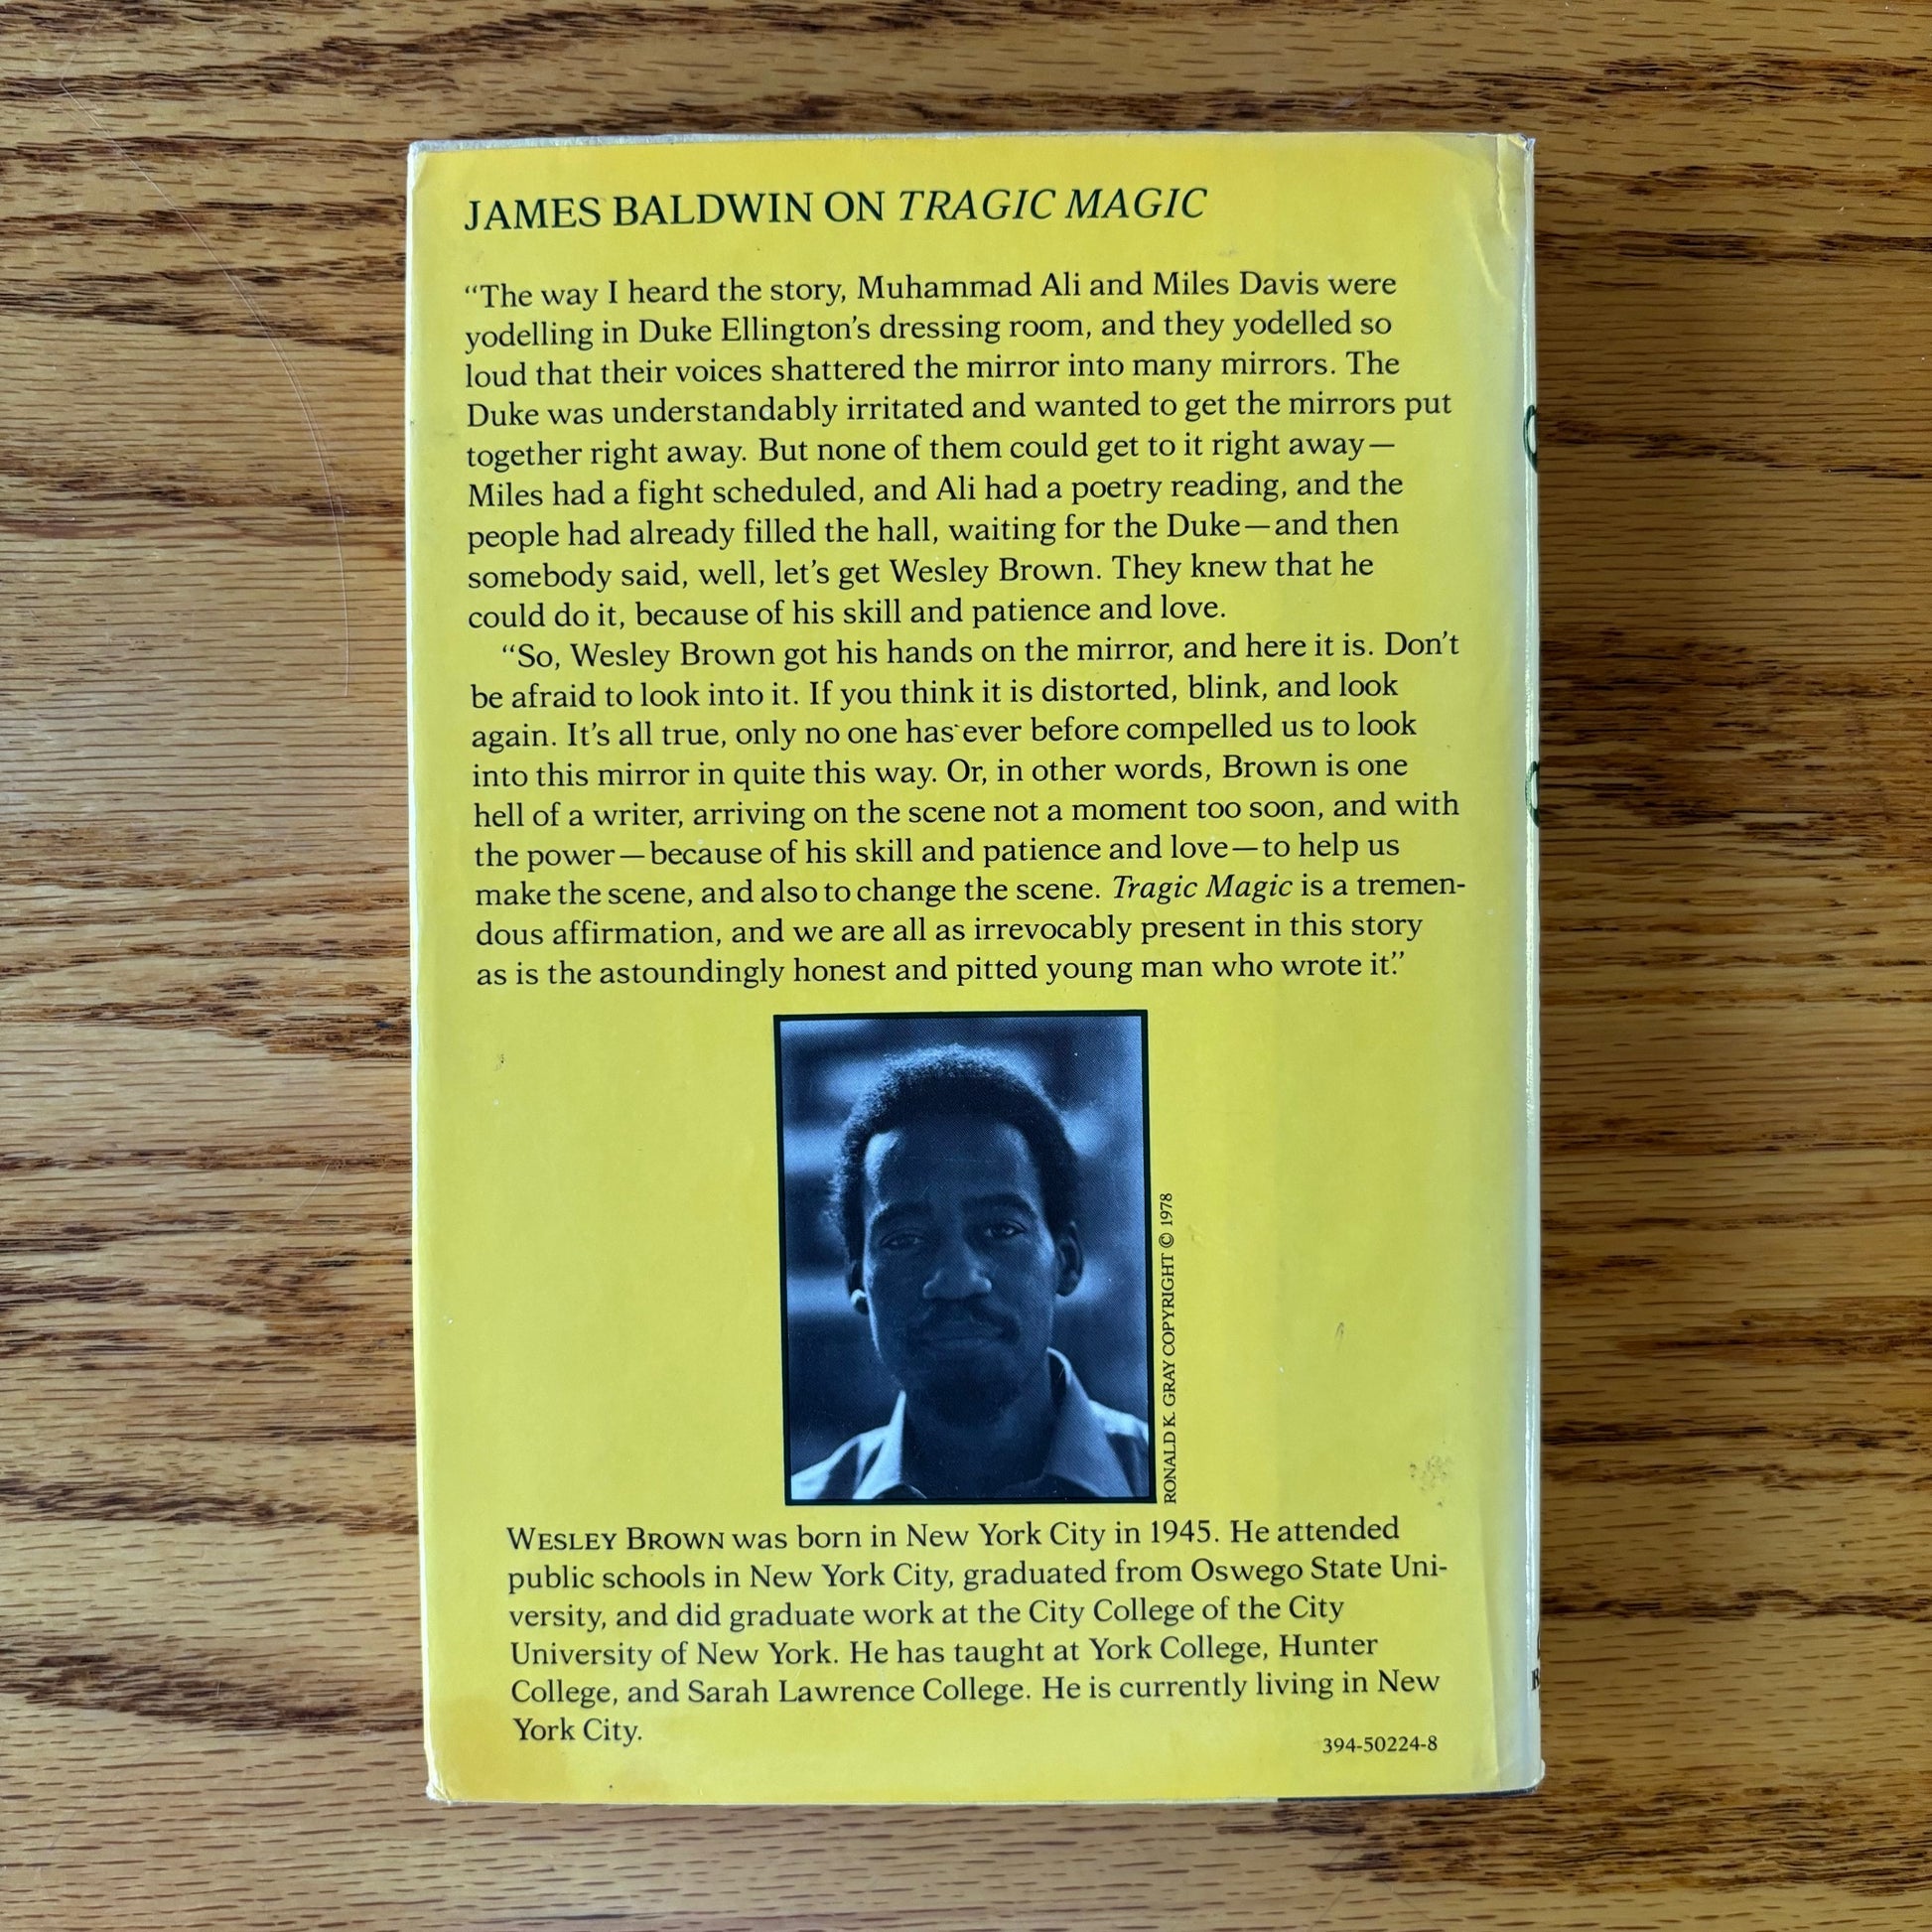 JAMES BALDWIN ON TRAGIC MAGIC
“The way I heard the story, Muhammad Ali and Miles Davis were
yodelling in Duke Ellington’s dressing room, and they yodelled so
loud that their voices shattered the mirror into many mirrors. The
Duke was understandably irritated and wanted to get the mirrors put
together right away. But none of them could get to it right away—
Miles had a fight scheduled, and Ali had a poetry reading, and the
people had already filled the hall, waiting for the Duke—and then
somebody said, well, let’s get Wesley Brown. They knew that he
could do it, because of his skill and patience and love.
“So, Wesley Brown got his hands on the mirror, and here it is. Don’t
be afraid to look into it. If you think it is distorted, blink, and look
again. It’s all true, only no one has ever before compelled us to look
into this mirror in quite this way. Or, in other words, Brown is one
hell of a writer, arriving on the scene not a moment too soon, and with
the power—because of his skill and patience and love—to help us
make the scene, and also to change the scene. Tragic Magic is a tremen-
dous affirmation, and we are all as irrevocably present in this story
as is the astoundingly honest and pitted young man who wrote it.”
RONALD K. GRAY COPYRIGHT © 1978
WESLEY BROWN was born in New York City in 1945. He attended
public schools in New York City, graduated from Oswego State Uni-
versity, and did graduate work at the City College of the City
University of New York. He has taught at York College, Hunter
College, and Sarah Lawrence College. He is currently living in New
York City.
394-50224-8